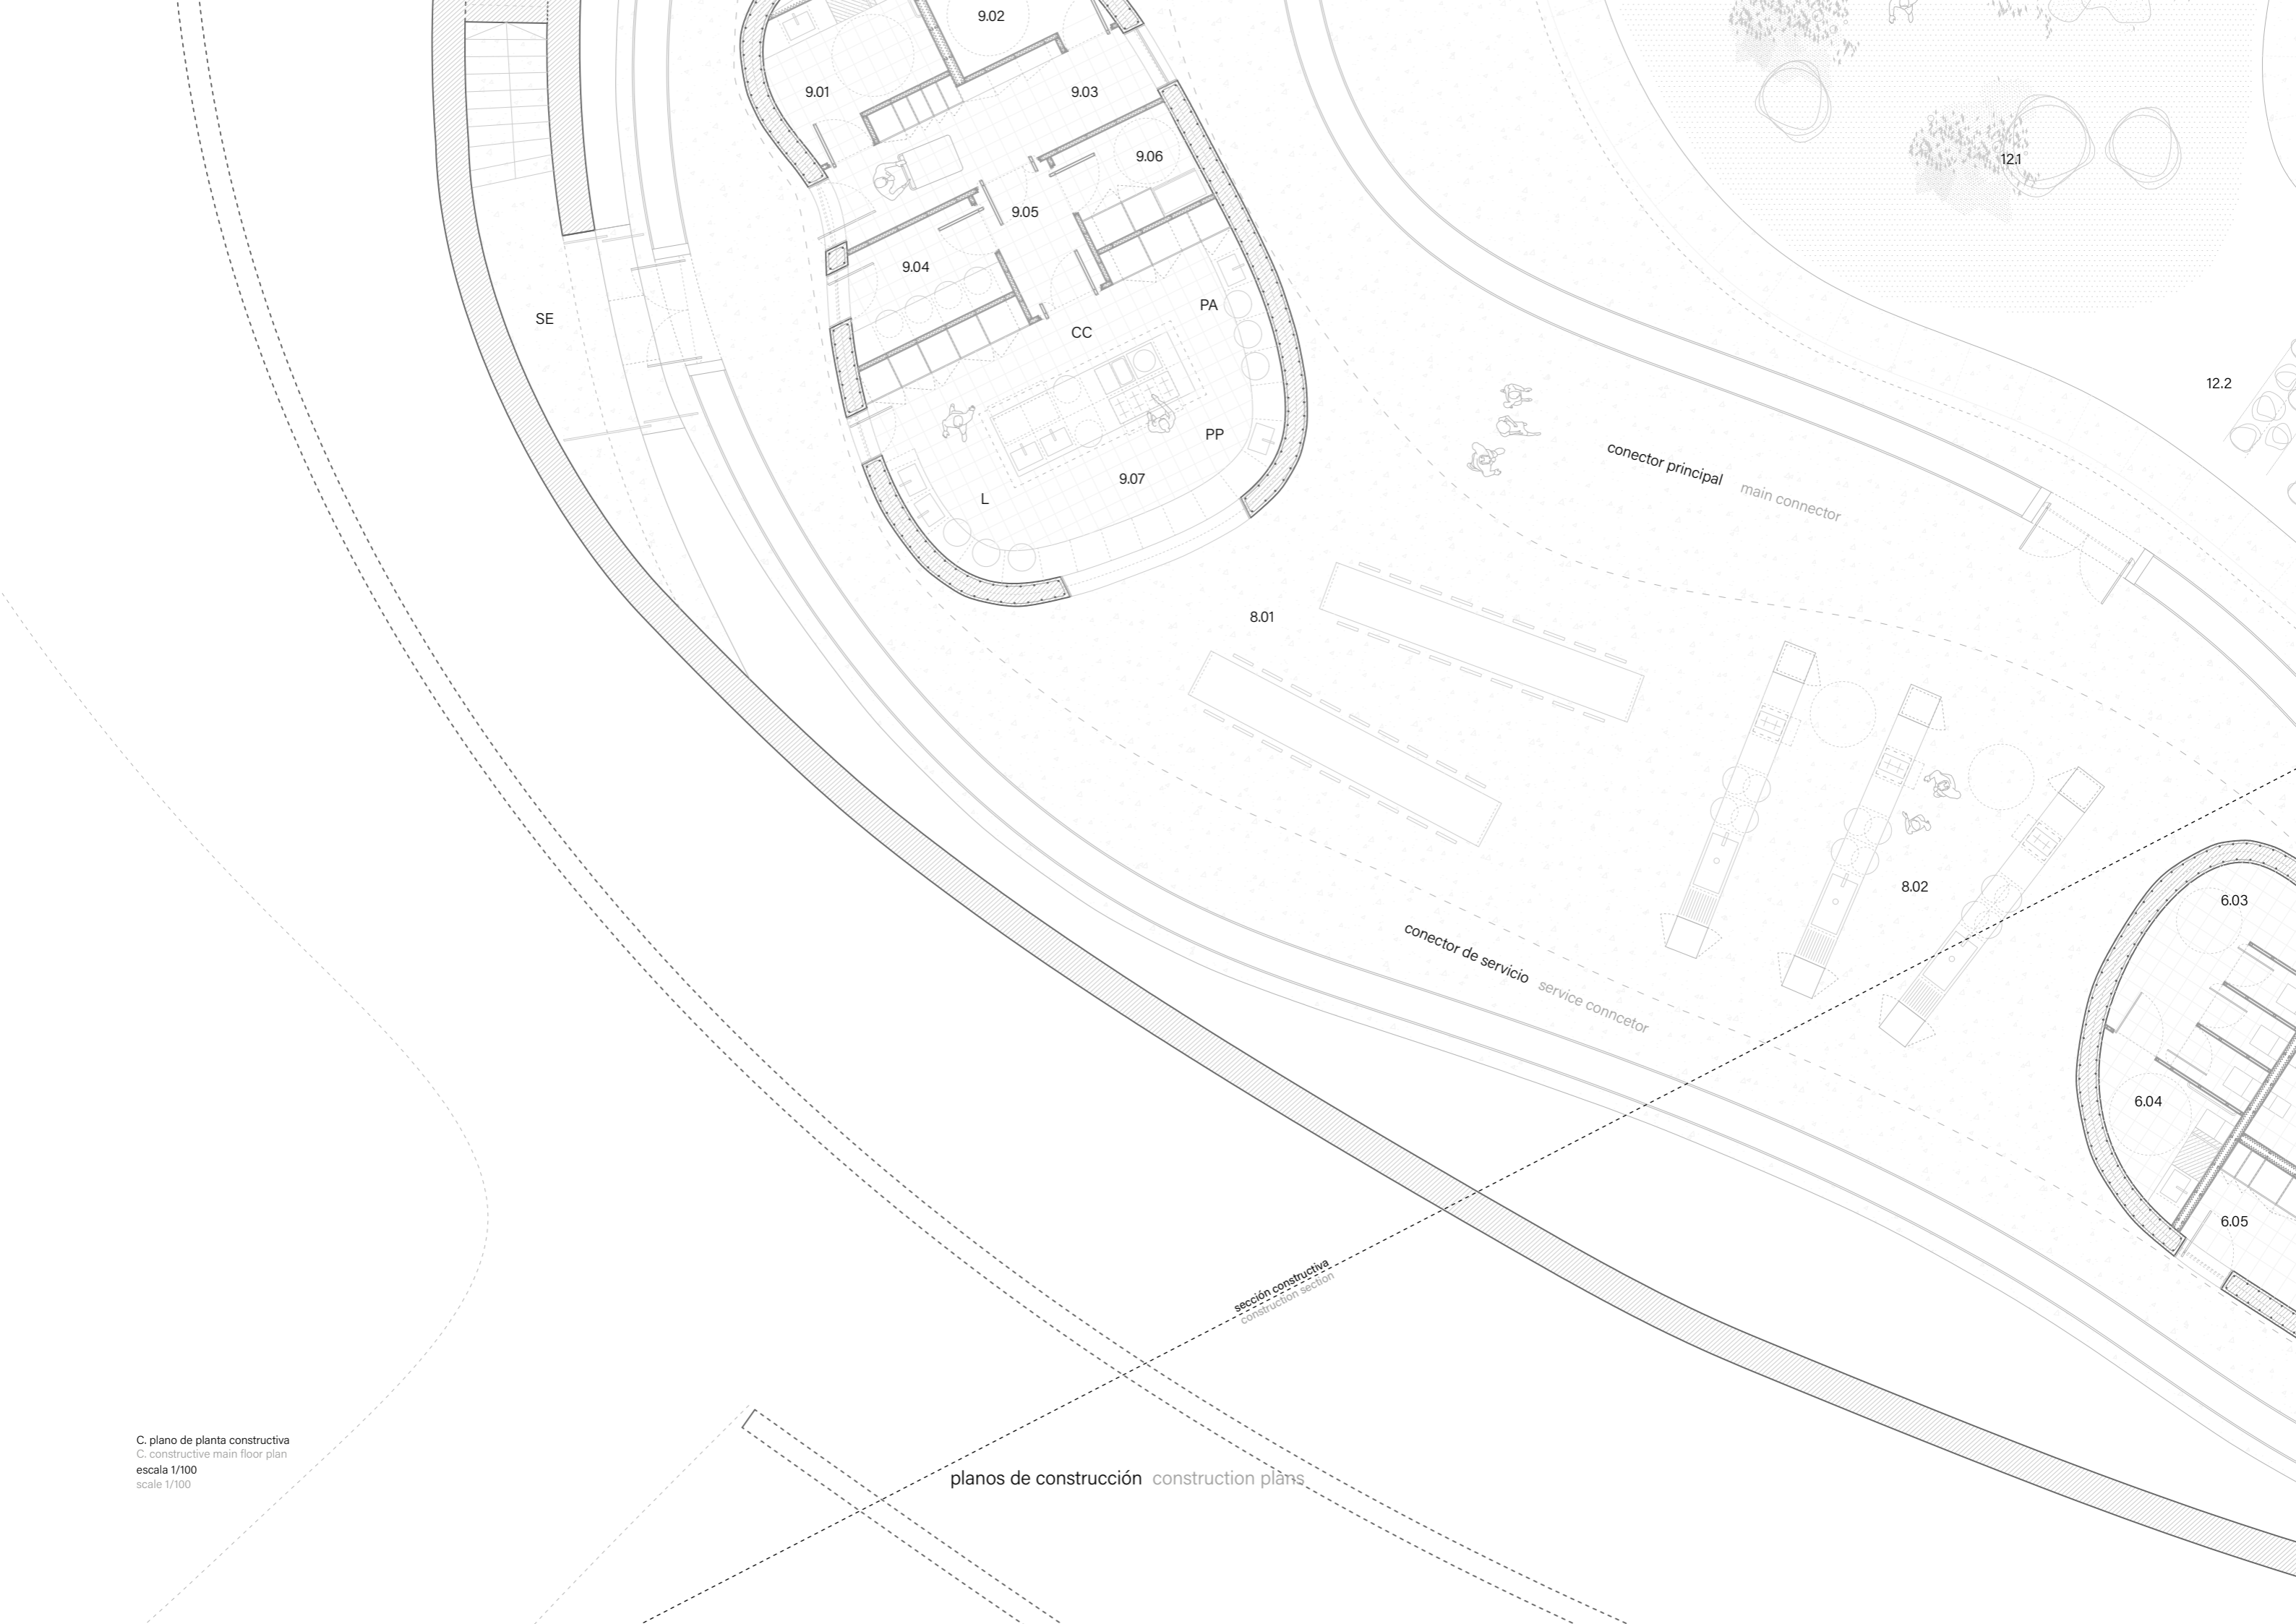 9.02
9.01
9.03
9.06
12.1
9.05
9.04
SE
PA
CC
12.2
PP
conector principal main connector
9.07
L
8.01
8.02
6.03
conector de servicio service conncetor
6.04
6.05
sección constructiva
construction section
C. plano de planta constructiva
C. constructive main floor plan
escala 1/100
scale 1/100
planos de construcción construction plans